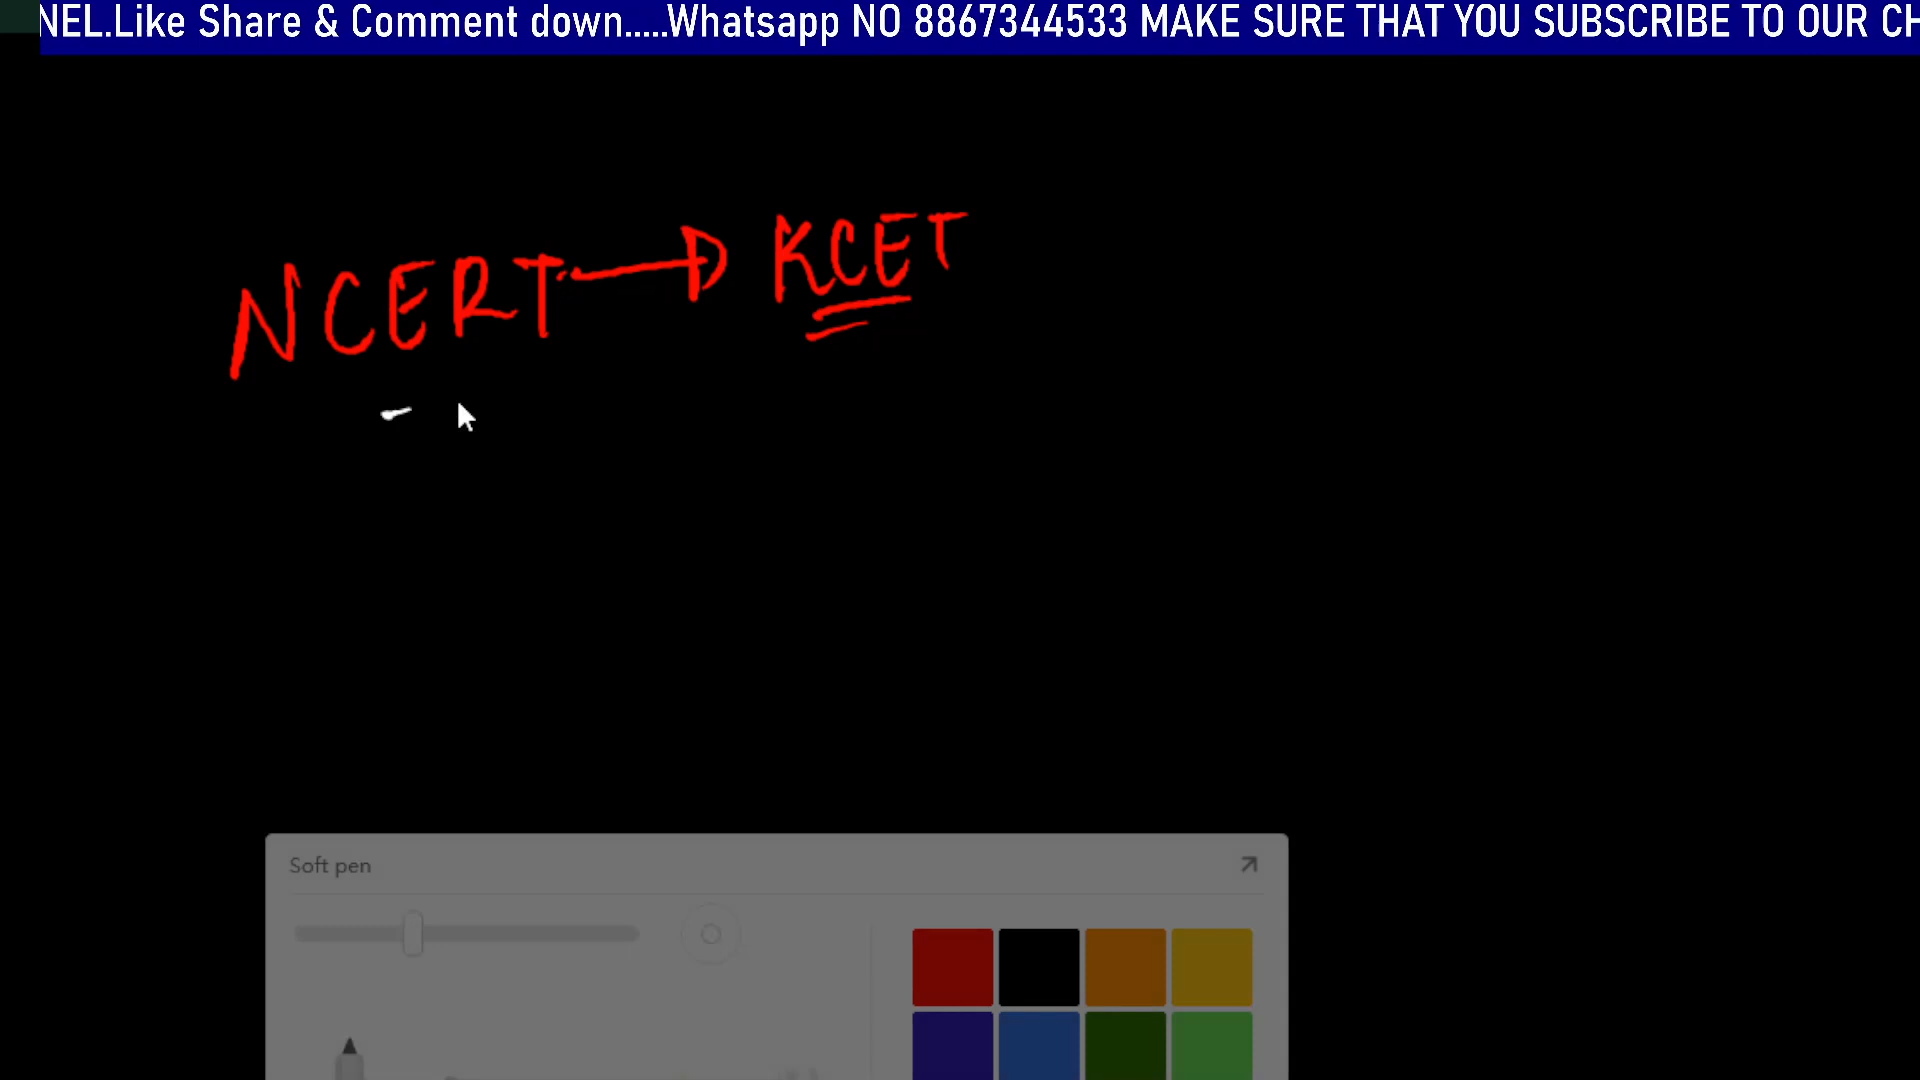 NEL.Like Share & Comment down.....Whatsapp NO 8867344533 MAKE SURE THAT YOU SUBSCRIBE TO OUR CH
NCERT → KCET
Soft pen